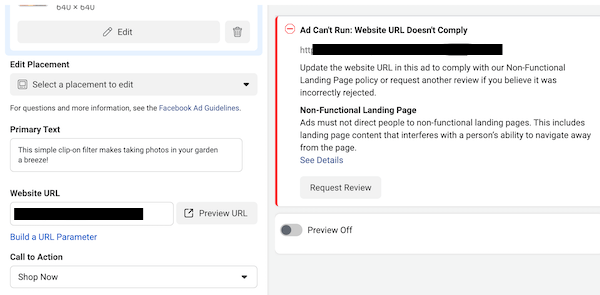 640 × 640
Edit
Edit Placement
Select a placement to edit
For questions and more information, see the Facebook Ad Guidelines.
Primary Text
This simple clip-on filter makes taking photos in your garden
a breeze!
Website URL
Preview URL
Build a URL Parameter
Call to Action
Shop Now
Ad Can't Run: Website URL Doesn't Comply
Update the website URL in this ad to comply with our Non-Functional
Landing Page policy or request another review if you believe it was
incorrectly rejected.
Non-Functional Landing Page
Ads must not direct people to non-functional landing pages. This includes
landing page content that interferes with a person's ability to navigate away
from the page.
See Details
Request Review
Preview Off